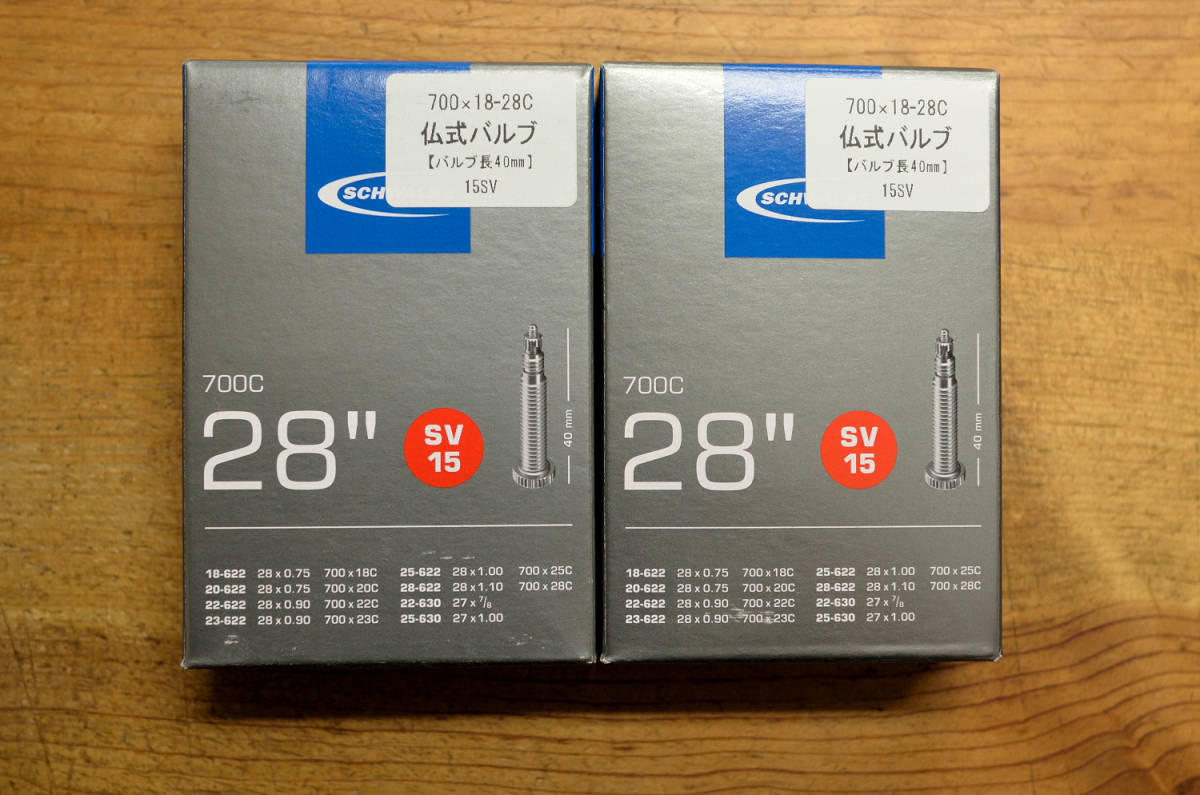 700×18-28C
仏式バルブ
【バルブ長40mm】
15SV
700C
28"
SV
15
40 mm
18-622 28 x 0.75 700 x 18C 25-622 28 x 1.00 700 x 25C
20-622 28 x 0.75 700 x 20C 28-622 28 x 1.10 700 x 28C
22-622 28 x 0.90 700 x 22C 22-630 27 x 7/8
23-622 28 x 0.90 700 x 23C 25-630 27 x 1.00
700×18-28C
仏式バルブ
【バルブ長40mm】
15SV
700C
28"
SV
15
40 mm
18-622 28 x 0.75 700 x 18C 25-622 28 x 1.00 700 x 25C
20-622 28 x 0.75 700 x 20C 28-622 28 x 1.10 700 x 28C
22-622 28 x 0.90 700 x 22C 22-630 27 x 7/8
23-622 28 x 0.90 700 x 23C 25-630 27 x 1.00